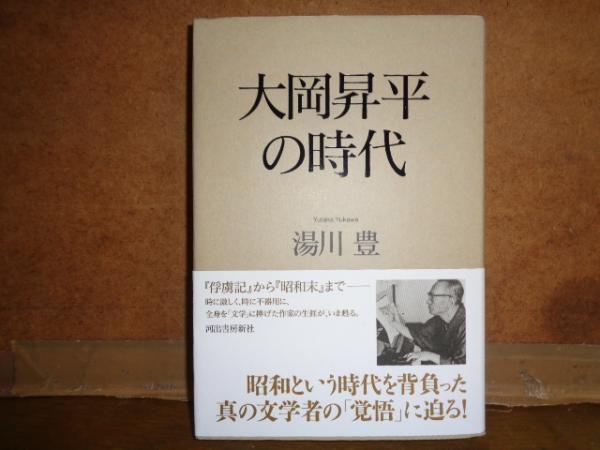 大岡昇平
の時代
Yutaka Yukawa
湯川 豊
『俘虜記』から『昭和末』まで──
時に激しく、時に不器用に、
全身を「文学」に捧げた作家の生涯が、いま甦る。
河出書房新社
昭和という時代を背負った
真の文学者の「覚悟」に迫る!